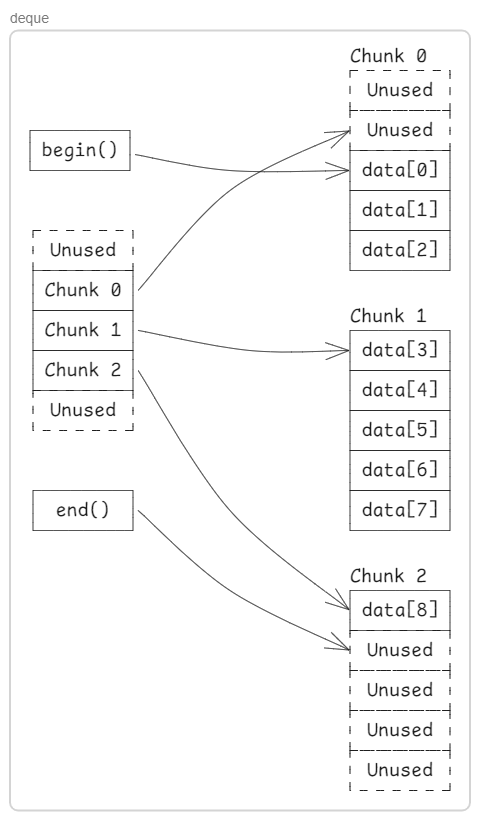 deque
begin()
Unused
Chunk 0
Chunk 1
Chunk 2
Unused
end()
Chunk 0
Unused
Unused
data[0]
data[1]
data[2]
Chunk 1
data[3]
data[4]
data[5]
data[6]
data[7]
Chunk 2
data[8]
Unused
Unused
Unused
Unused